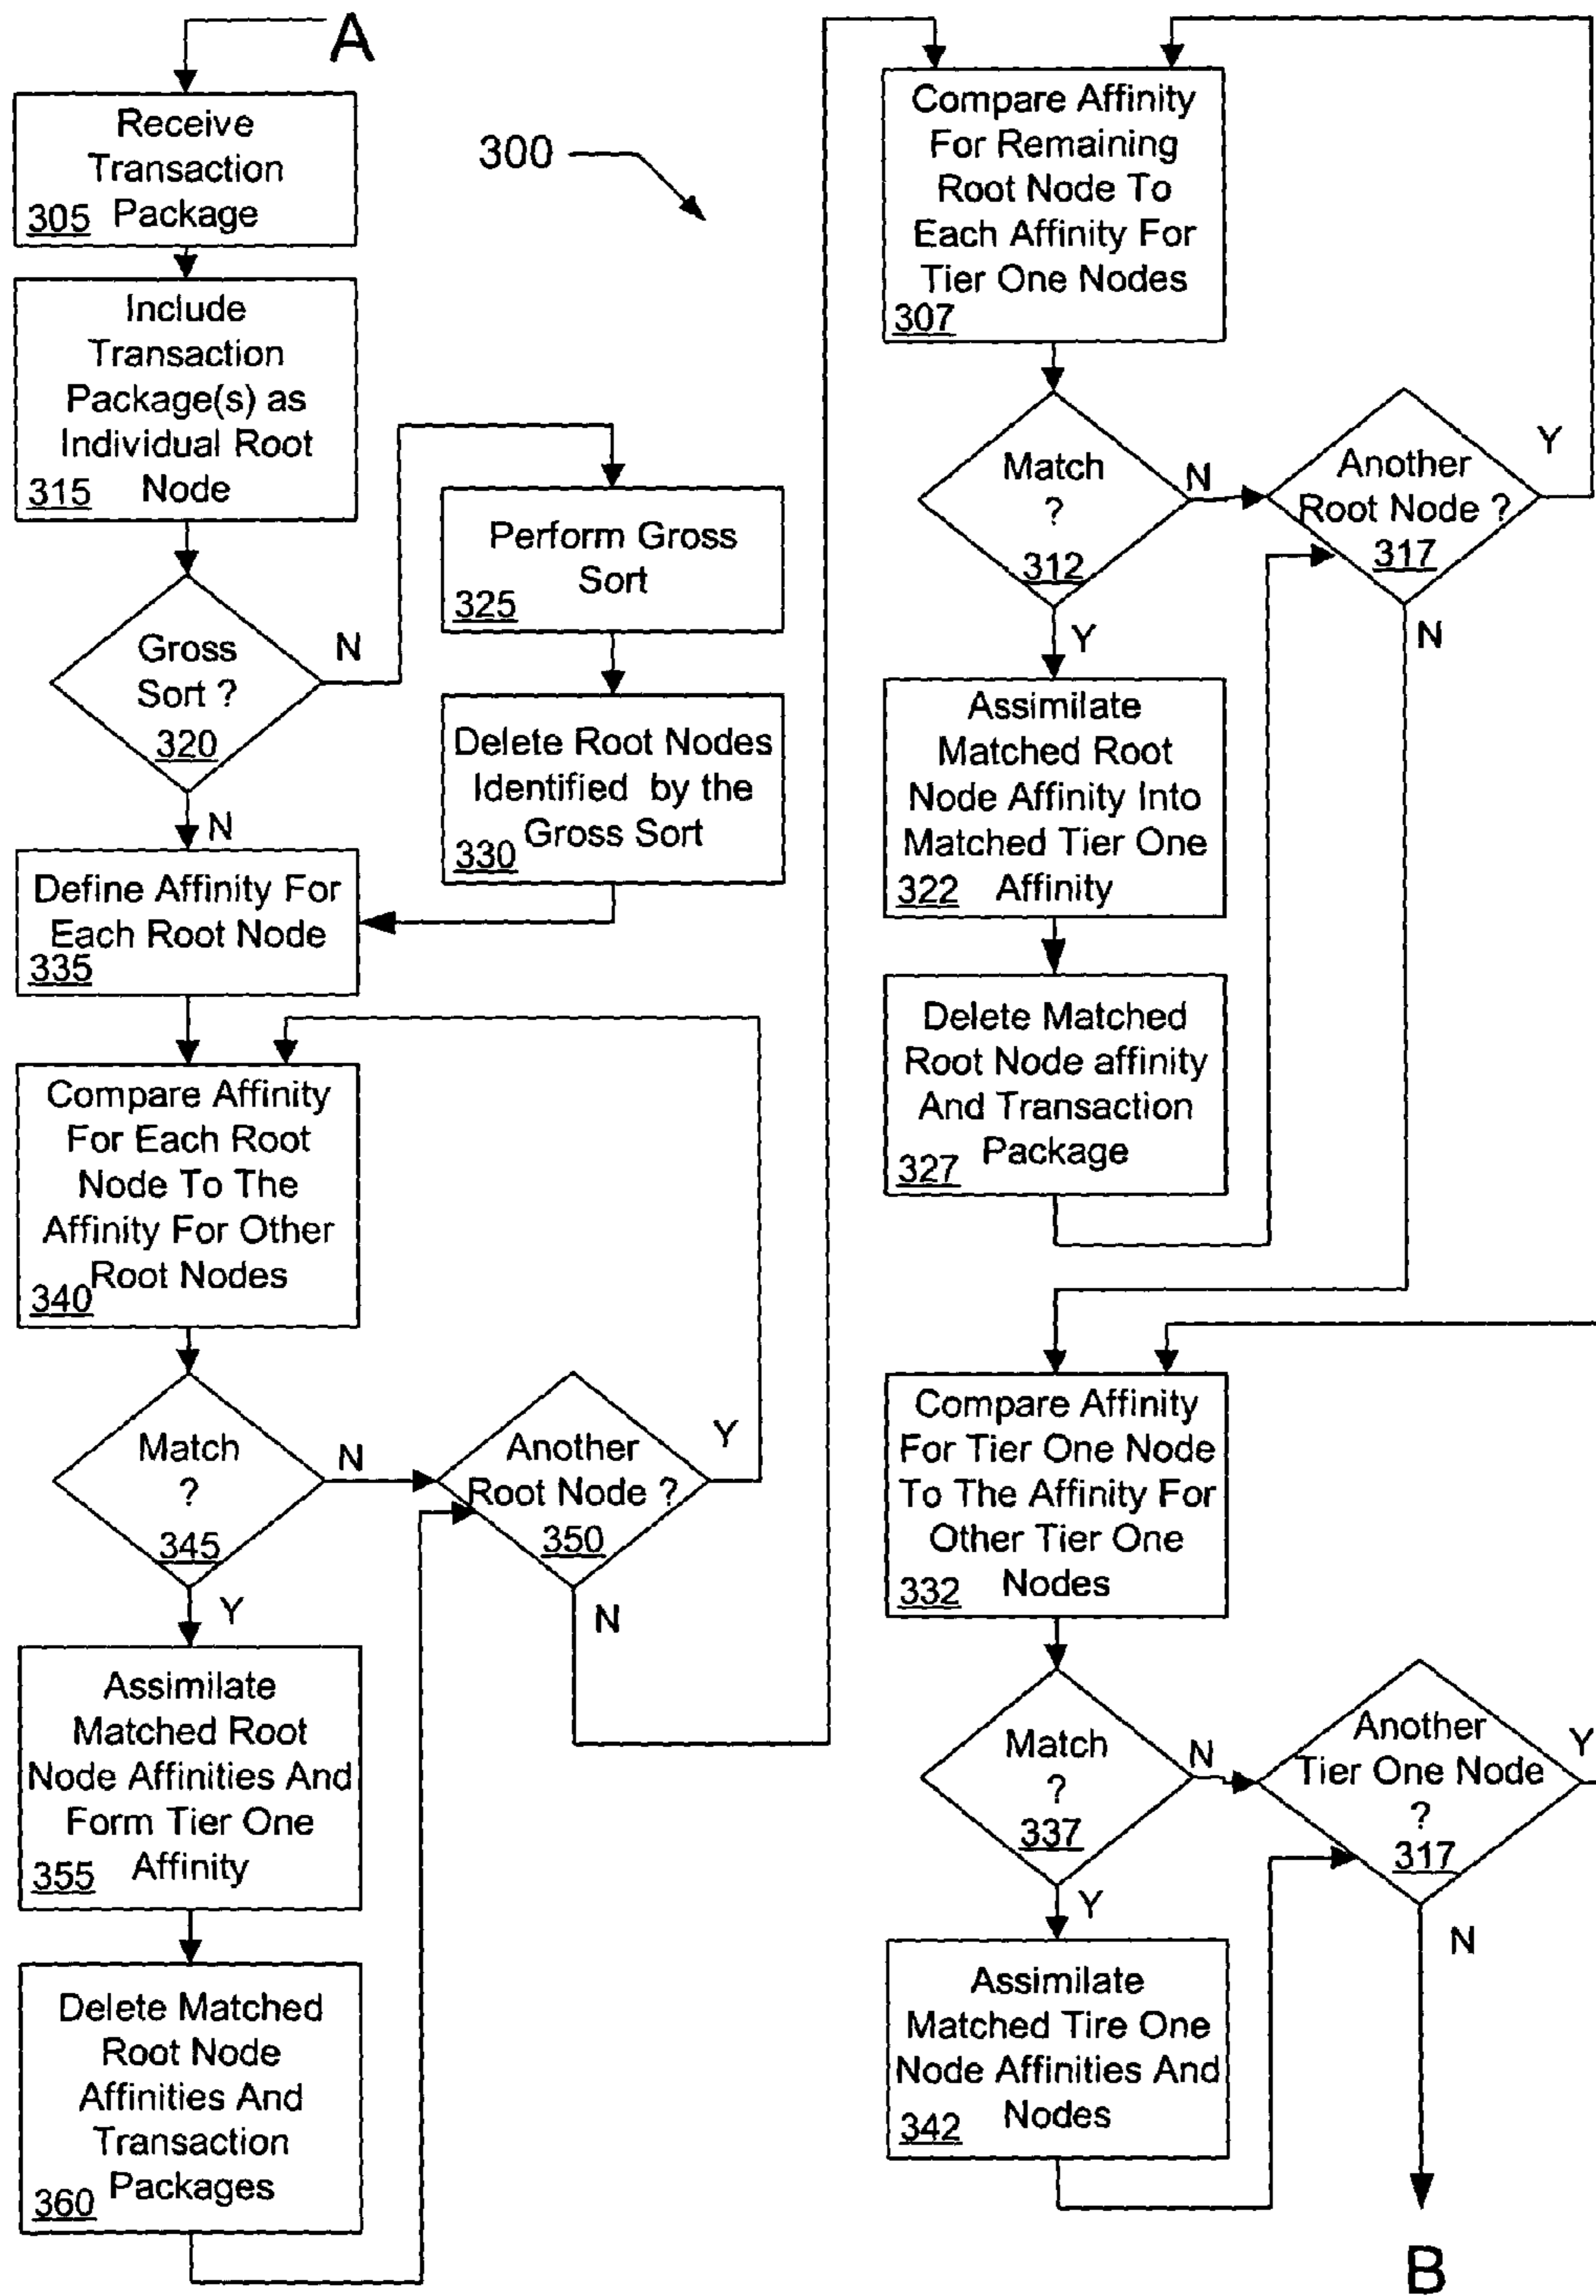 A
Receive
Transaction
305 Package
300
Include
Transaction
Package(s) as
Individual Root
315 Node
Gross
Sort ?
320
N
N
Perform Gross
Sort
325
Delete Root Nodes
Identified by the
330 Gross Sort
Define Affinity For
Each Root Node
335
Compare Affinity
For Each Root
Node To The
Affinity For Other
340 Root Nodes
Match
?
345
N
Y
Another
Root Node ?
350
Y
N
Assimilate
Matched Root
Node Affinities And
Form Tier One
355 Affinity
Delete Matched
Root Node
Affinities And
Transaction
360 Packages
Compare Affinity
For Remaining
Root Node To
Each Affinity For
Tier One Nodes
307
Match
?
312
N
Y
Another
Root Node ?
317
Y
N
Assimilate
Matched Root
Node Affinity Into
Matched Tier One
322 Affinity
Delete Matched
Root Node affinity
And Transaction
327 Package
Compare Affinity
For Tier One Node
To The Affinity For
Other Tier One
332 Nodes
Match
?
337
N
Y
Another
Tier One Node
?
317
Y
N
Assimilate
Matched Tire One
Node Affinities And
342 Nodes
B